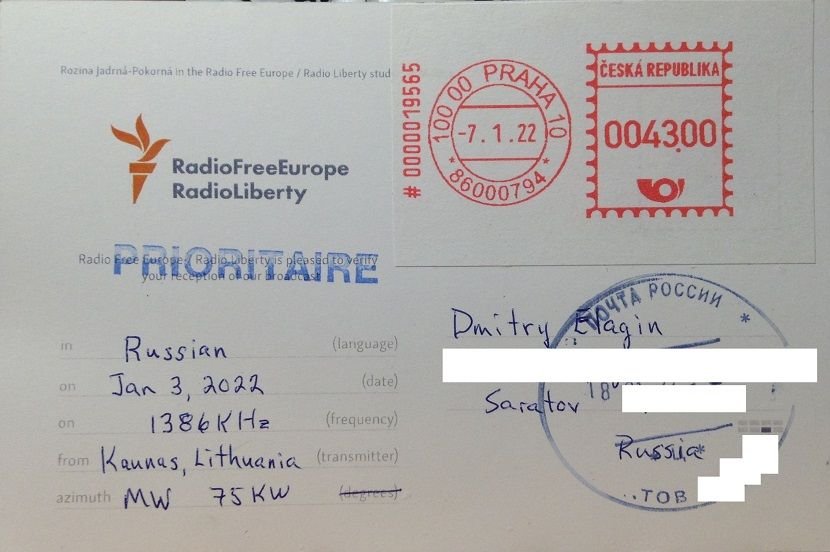 Rozina Jadrná-Pokorná in the Radio Free Europe / Radio Liberty stud
RadioFreeEurope
RadioLiberty
# 0000019565
100 00 PRAHA 10
-7. 1. 22
* 86000794 *
ČESKÁ REPUBLIKA
004300
PRIORITAIRE
Radio Free Europe / Radio Liberty is pleased to verify
your reception of our broadcast
in Russian (language)
on Jan 3, 2022 (date)
on 1386 KHz (frequency)
from Kaunas, Lithuania (transmitter)
azimuth MW 75 KW (degrees)
Dmitry Elagin
Saratov
Russia
ПОЧТА РОССИИ *
18
ТОВ